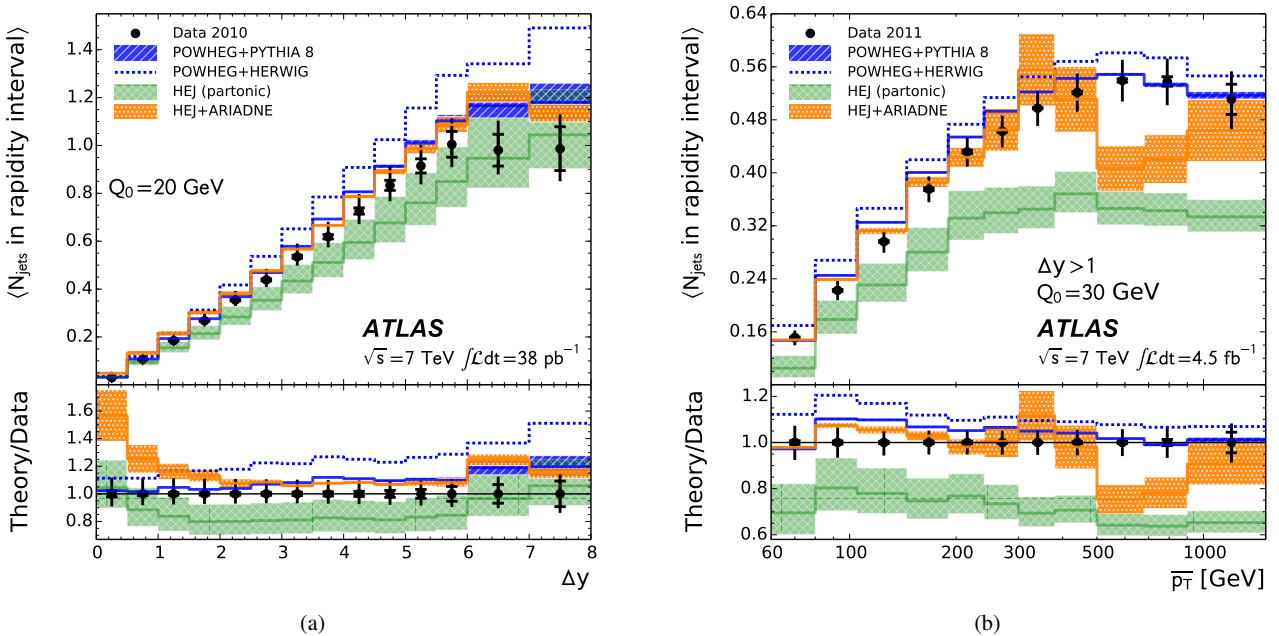 ⟨N_jets in rapidity interval⟩
1.4
1.2
1.0
0.8
0.6
0.4
0.2
Data 2010
POWHEG+PYTHIA 8
POWHEG+HERWIG
HEJ (partonic)
HEJ+ARIADNE
Q₀=20 GeV
ATLAS
√s=7 TeV ∫ℒdt=38 pb⁻¹
Theory/Data
1.6
1.4
1.2
1.0
0.8
0 1 2 3 4 5 6 7 8
Δy
(a)
⟨N_jets in rapidity interval⟩
0.64
0.56
0.48
0.40
0.32
0.24
0.16
Data 2011
POWHEG+PYTHIA 8
POWHEG+HERWIG
HEJ (partonic)
HEJ+ARIADNE
Δy>1
Q₀=30 GeV
ATLAS
√s=7 TeV ∫ℒdt=4.5 fb⁻¹
Theory/Data
1.2
1.0
0.8
0.6
60 100 200 300 500 1000
p̅_T̅ [GeV]
(b)